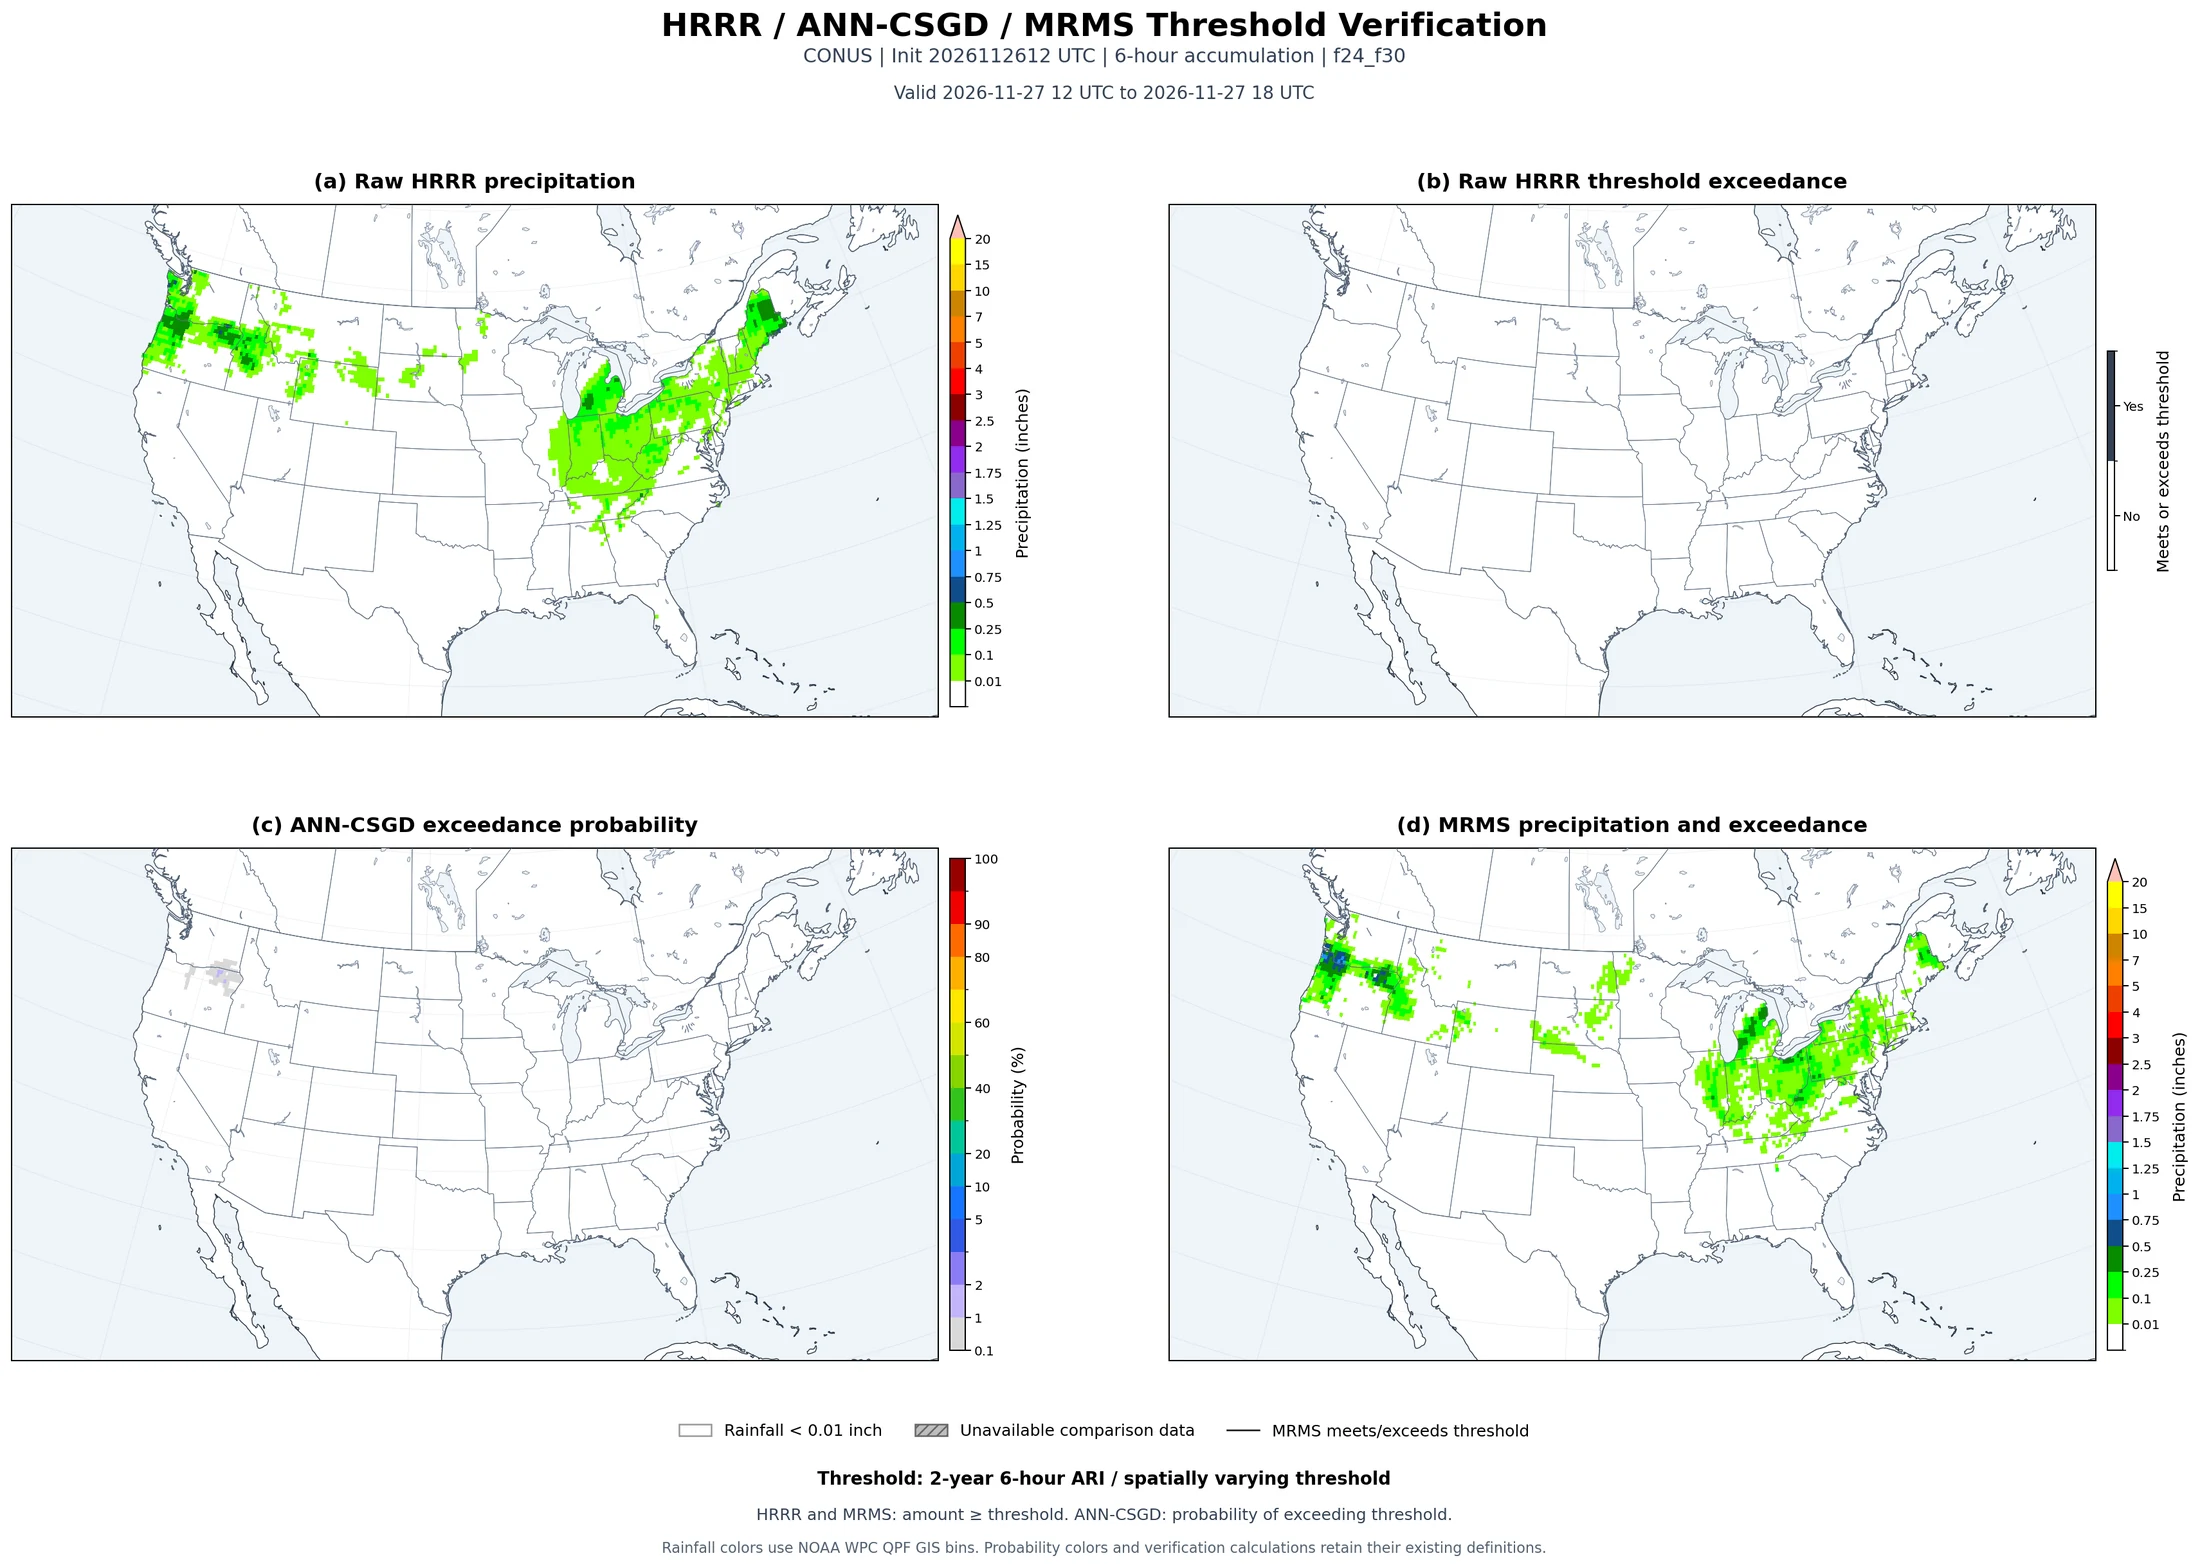 HRRR / ANN-CSGD / MRMS Threshold Verification
CONUS | Init 2026112612 UTC | 6-hour accumulation | f24_f30
Valid 2026-11-27 12 UTC to 2026-11-27 18 UTC
(a) Raw HRRR precipitation
20
15
10
7
5
4
3
2.5
2
1.75
1.5
1.25
1
0.75
0.5
0.25
0.1
0.01
Precipitation (inches)
(b) Raw HRRR threshold exceedance
Yes
No
Meets or exceeds threshold
(c) ANN-CSGD exceedance probability
100
90
80
60
40
20
10
5
2
1
0.1
Probability (%)
(d) MRMS precipitation and exceedance
20
15
10
7
5
4
3
2.5
2
1.75
1.5
1.25
1
0.75
0.5
0.25
0.1
0.01
Precipitation (inches)
Rainfall < 0.01 inch
Unavailable comparison data
MRMS meets/exceeds threshold
Threshold: 2-year 6-hour ARI / spatially varying threshold
HRRR and MRMS: amount ≥ threshold. ANN-CSGD: probability of exceeding threshold.
Rainfall colors use NOAA WPC QPF GIS bins. Probability colors and verification calculations retain their existing definitions.